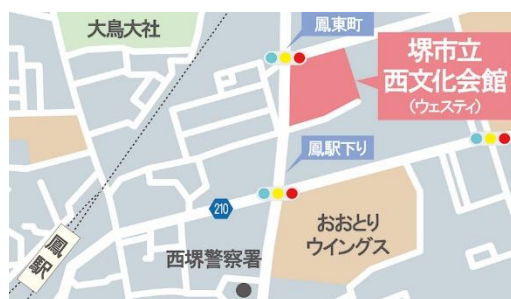 大鳥大社
鳳東町
堺市立
西文化会館
(ウェスティ)
鳳駅下り
210
鳳駅
西堺警察署
おおとり
ウイングス